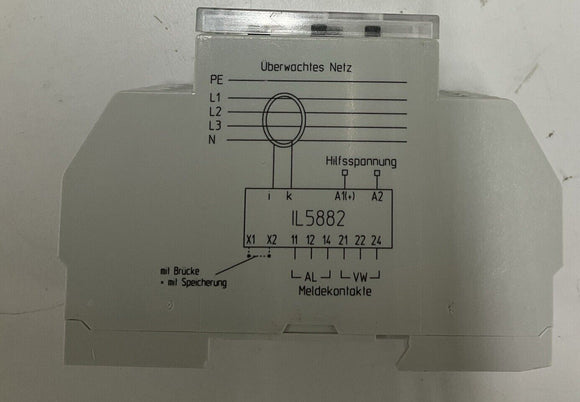 Überwachtes Netz
PE
L1
L2
L3
N
Hilfsspannung
i k A1(+) A2
IL5882
X1 X2 11 12 14 21 22 24
mit Brücke
= mit Speicherung
AL VW
Meldekontakte